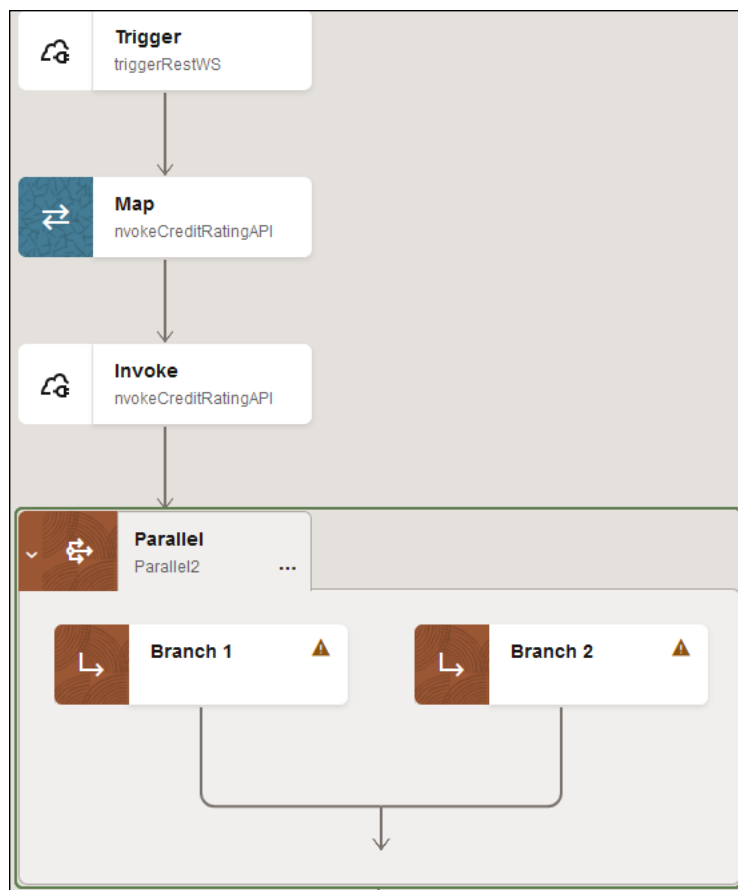 Trigger
triggerRestWS
Map
nvokeCreditRatingAPI
Invoke
nvokeCreditRatingAPI
Parallel
Parallel2
...
Branch 1
Branch 2